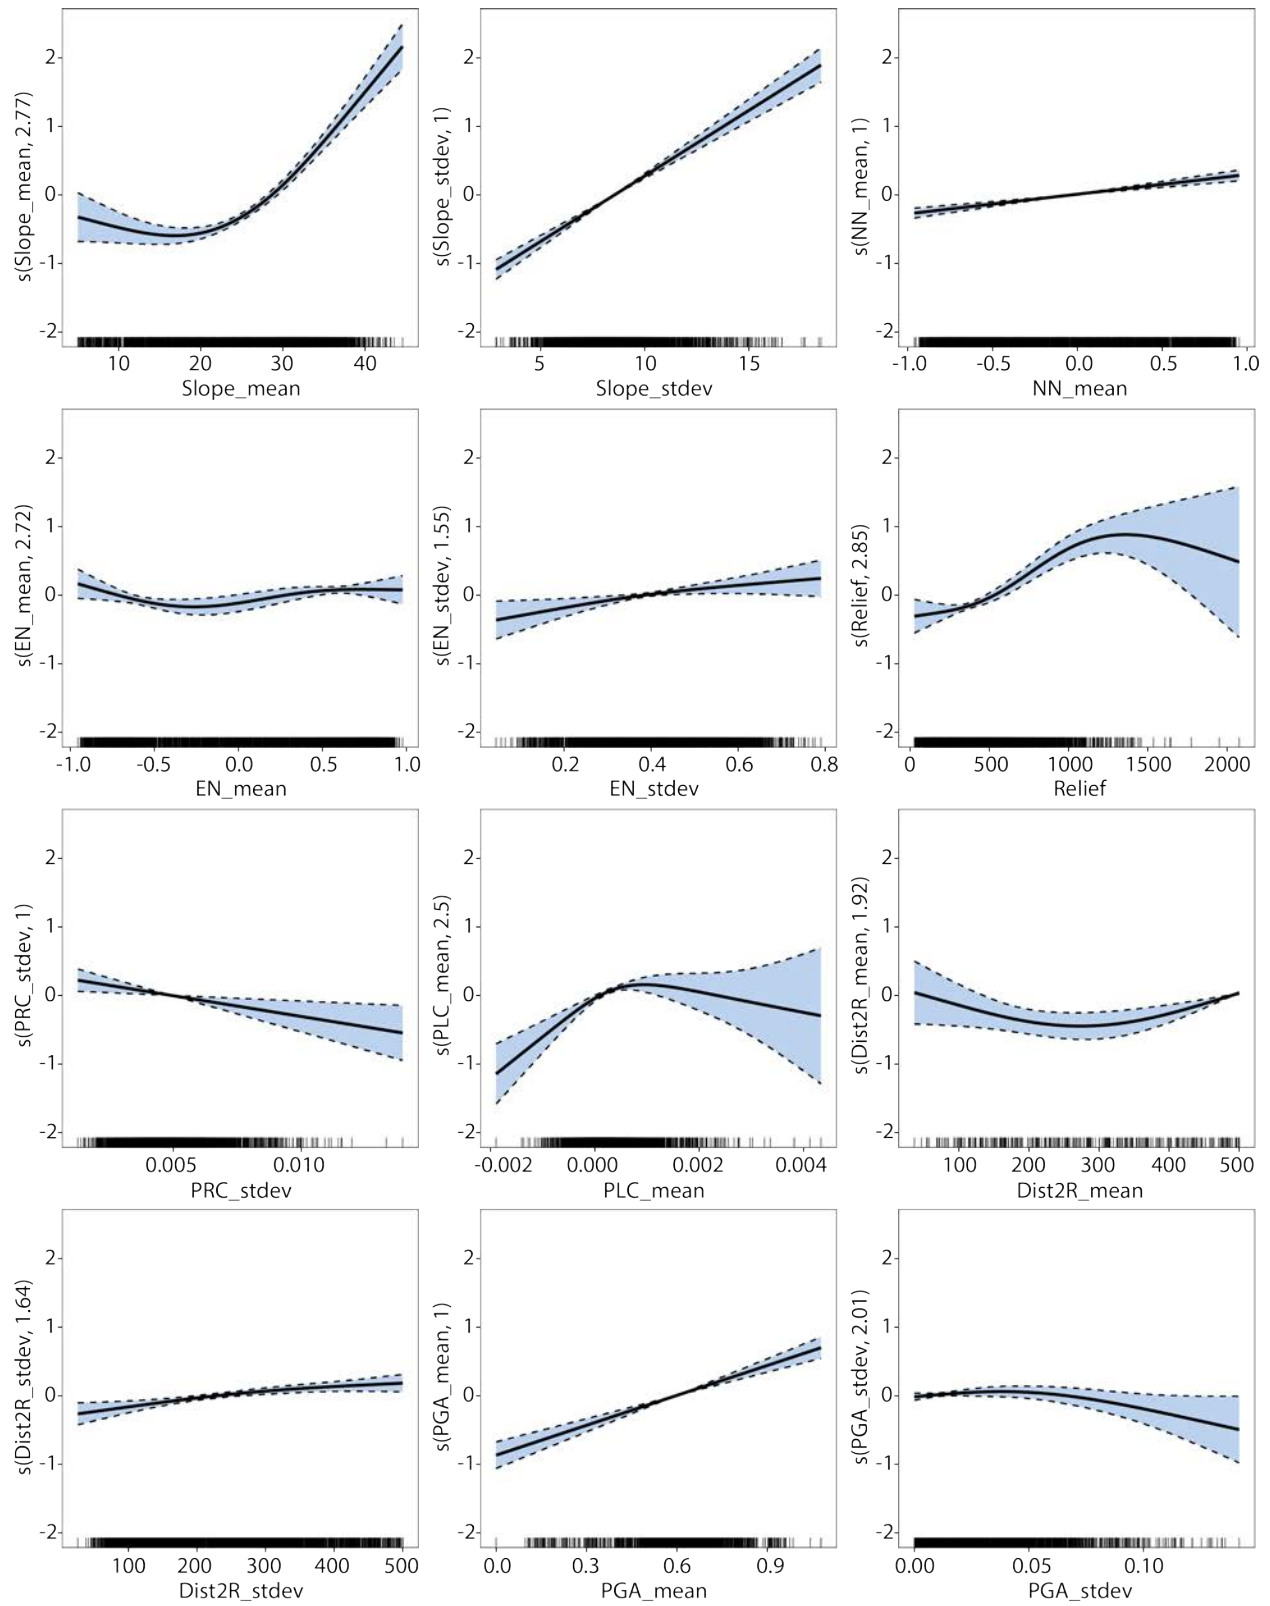 s(Slope_mean, 2.77)
2
1
0
-1
-2
10 20 30 40
Slope_mean
s(Slope_stdev, 1)
2
1
0
-1
-2
5 10 15
Slope_stdev
s(NN_mean, 1)
2
1
0
-1
-2
-1.0 -0.5 0.0 0.5 1.0
NN_mean
s(EN_mean, 2.72)
2
1
0
-1
-2
-1.0 -0.5 0.0 0.5 1.0
EN_mean
s(EN_stdev, 1.55)
2
1
0
-1
-2
0.2 0.4 0.6 0.8
EN_stdev
s(Relief, 2.85)
2
1
0
-1
-2
0 500 1000 1500 2000
Relief
s(PRC_stdev, 1)
2
1
0
-1
-2
0.005 0.010
PRC_stdev
s(PLC_mean, 2.5)
2
1
0
-1
-2
-0.002 0.000 0.002 0.004
PLC_mean
s(Dist2R_mean, 1.92)
2
1
0
-1
-2
100 200 300 400 500
Dist2R_mean
s(Dist2R_stdev, 1.64)
2
1
0
-1
-2
100 200 300 400 500
Dist2R_stdev
s(PGA_mean, 1)
2
1
0
-1
-2
0.0 0.3 0.6 0.9
PGA_mean
s(PGA_stdev, 2.01)
2
1
0
-1
-2
0.00 0.05 0.10
PGA_stdev